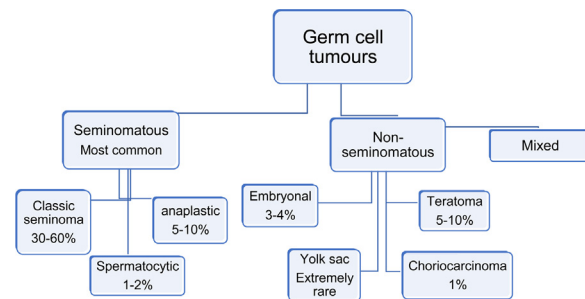 Germ cell
tumours
Seminomatous
Most common
Non-
seminomatous
Mixed
Classic
seminoma
30-60%
anaplastic
5-10%
Spermatocytic
1-2%
Embryonal
3-4%
Teratoma
5-10%
Yolk sac
Extremely
rare
Choriocarcinoma
1%